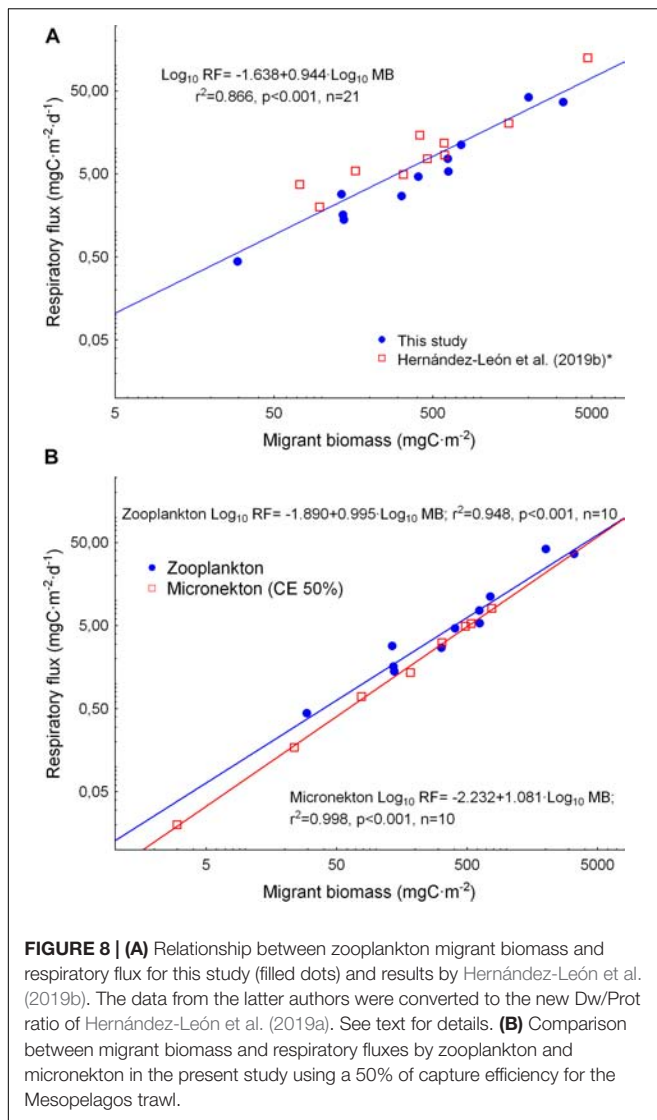 A
Log10 RF= -1.638+0.944·Log10 MB
r2=0.866, p<0.001, n=21
50,00
5,00
0,50
0,05
Respiratory flux (mgC·m-2·d-1)
This study
Hernández-León et al. (2019b)*
5 50 500 5000
Migrant biomass (mgC·m-2)
B
Zooplankton Log10 RF= -1.890+0.995·Log10 MB; r2=0.948, p<0.001, n=10
Zooplankton
Micronekton (CE 50%)
50,00
5,00
0,50
0,05
Respiratory flux (mgC·m-2·d-1)
Micronekton Log10 RF= -2.232+1.081·Log10 MB;
r2=0.998, p<0.001, n=10
5 50 500 5000
Migrant biomass (mgC·m-2)
FIGURE 8 | (A) Relationship between zooplankton migrant biomass and
respiratory flux for this study (filled dots) and results by Hernández-León et al.
(2019b). The data from the latter authors were converted to the new Dw/Prot
ratio of Hernández-León et al. (2019a). See text for details. (B) Comparison
between migrant biomass and respiratory fluxes by zooplankton and
micronekton in the present study using a 50% of capture efficiency for the
Mesopelagos trawl.